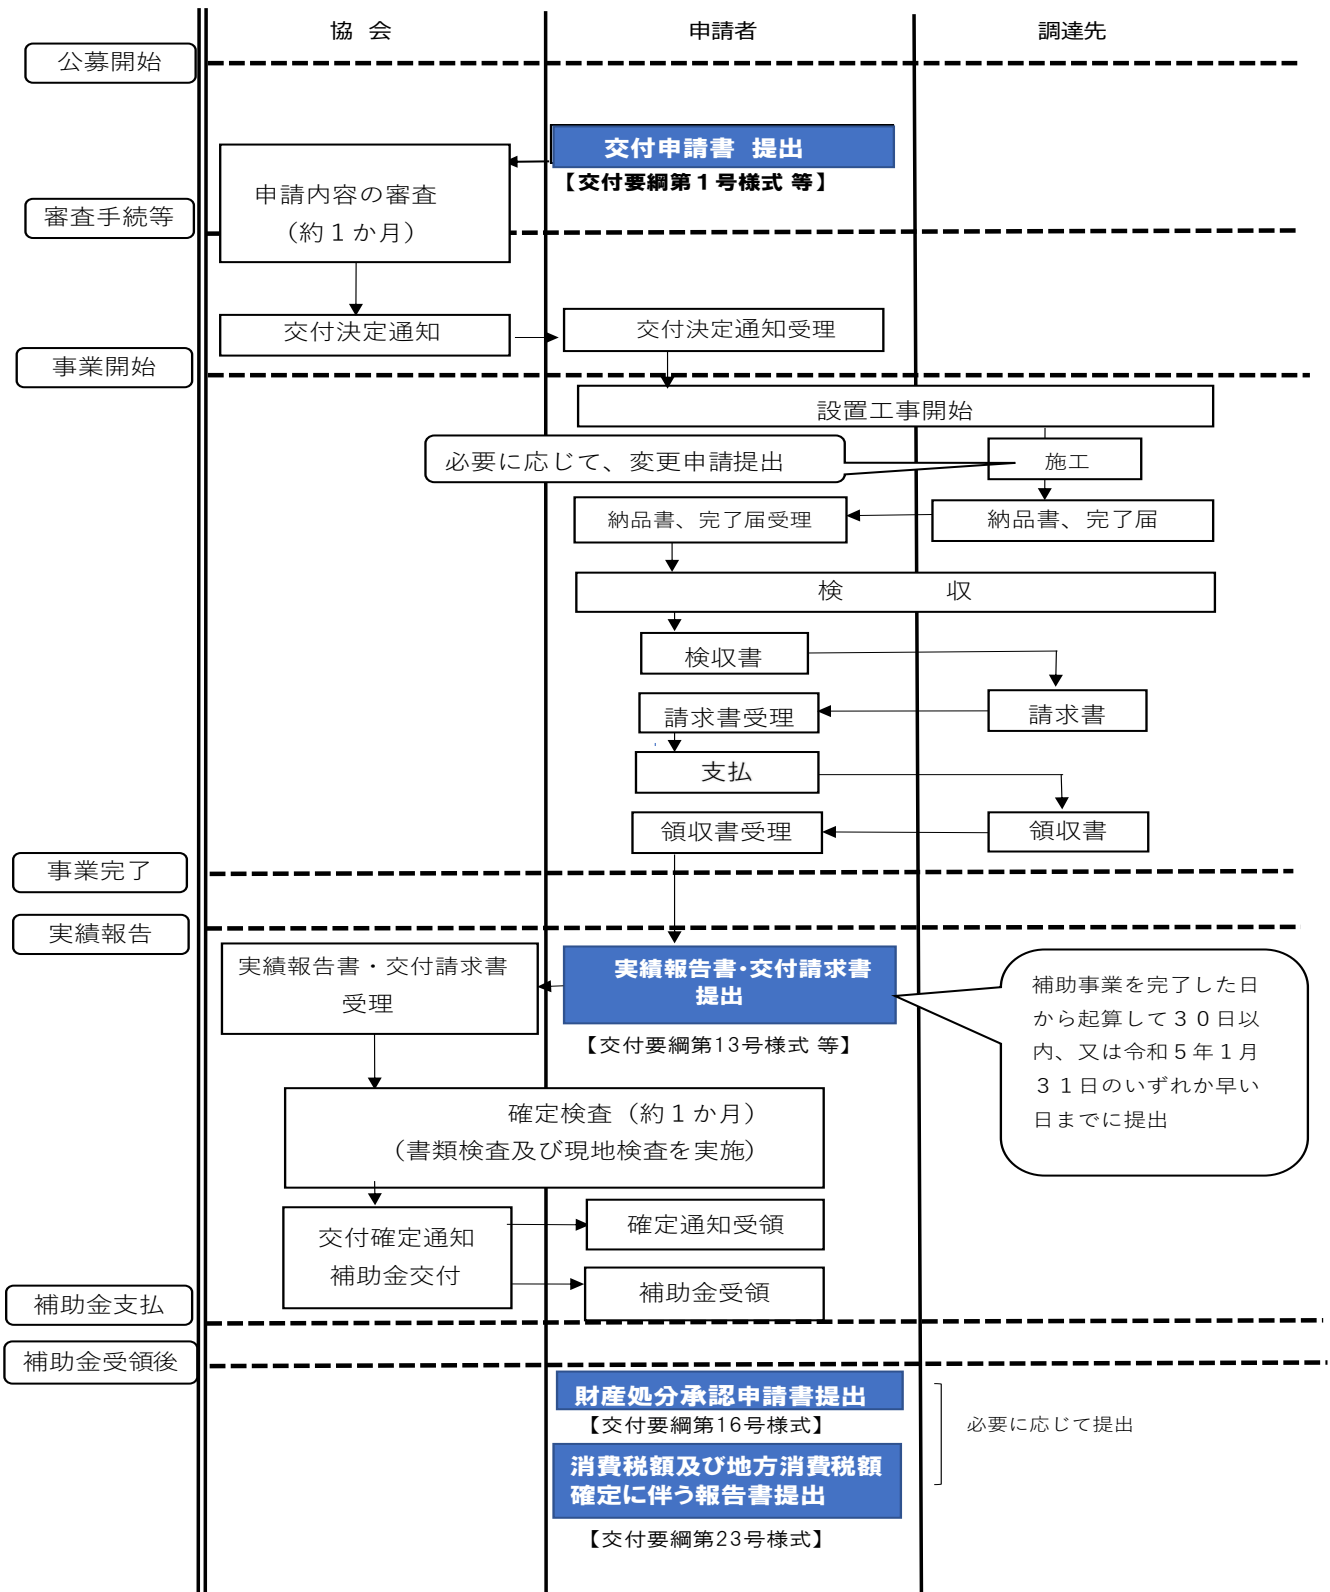 協 会
申請者
調達先
公募開始
交付申請書 提出
【交付要綱第１号様式 等】
申請内容の審査
（約１か月）
審査手続等
交付決定通知
交付決定通知受理
事業開始
設置工事開始
必要に応じて、変更申請提出
施工
納品書、完了届受理
納品書、完了届
検 収
検収書
請求書受理
請求書
支払
領収書受理
領収書
事業完了
実績報告
実績報告書・交付請求書
受理
実績報告書・交付請求書
提出
【交付要綱第13号様式 等】
補助事業を完了した日
から起算して３０日以
内、又は令和５年１月
３１日のいずれか早い
日までに提出
確定検査（約１か月）
（書類検査及び現地検査を実施）
交付確定通知
補助金交付
確定通知受領
補助金受領
補助金支払
補助金受領後
財産処分承認申請書提出
【交付要綱第16号様式】
必要に応じて提出
消費税額及び地方消費税額
確定に伴う報告書提出
【交付要綱第23号様式】